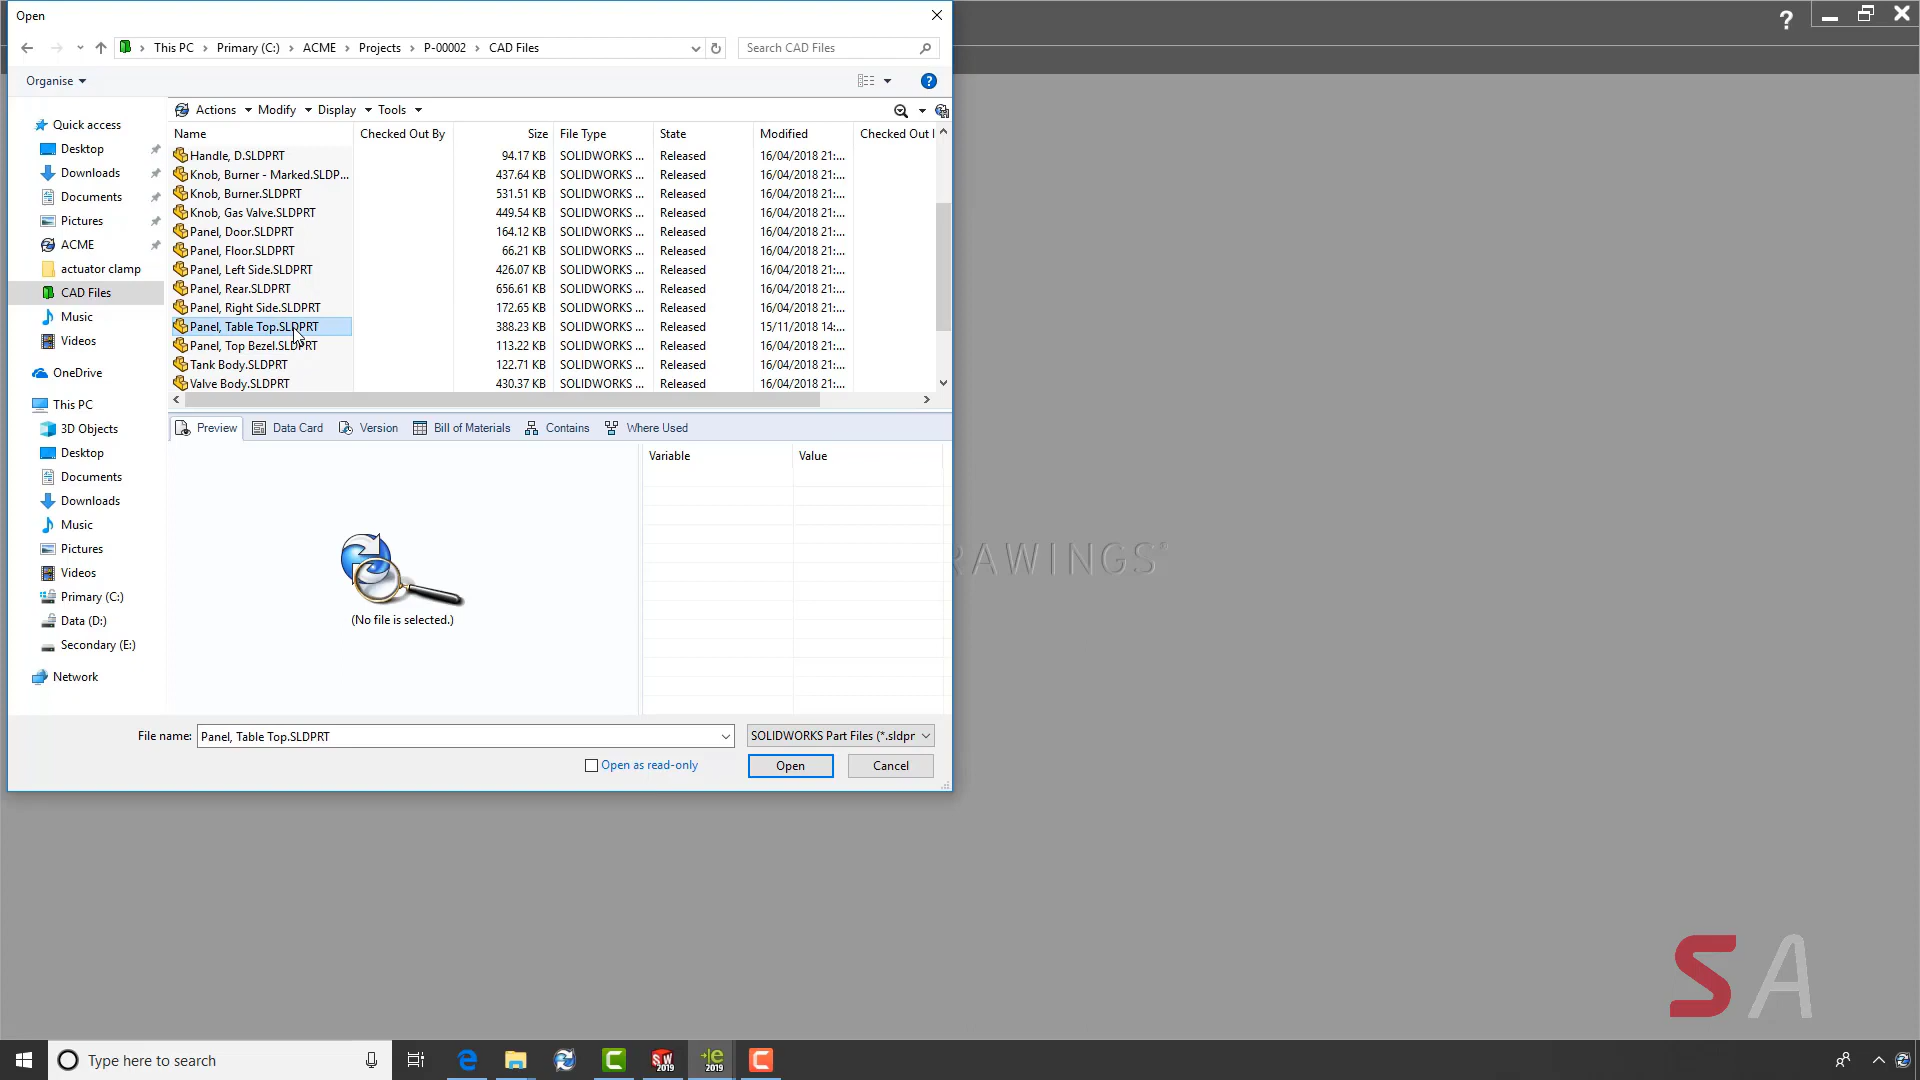 Open
This PC > Primary (C:) > ACME > Projects > P-00002 > CAD Files
Search CAD Files
Organise
Quick access
Desktop
Downloads
Documents
Pictures
ACME
actuator clamp
CAD Files
Music
Videos
OneDrive
This PC
3D Objects
Desktop
Documents
Downloads
Music
Pictures
Videos
Primary (C:)
Data (D:)
Secondary (E:)
Network
Actions Modify Display Tools
Name Checked Out By Size File Type State Modified Checked Out I
Handle, D.SLDPRT 94.17 KB SOLIDWORKS ... Released 16/04/2018 21:...
Knob, Burner - Marked.SLDP... 437.64 KB SOLIDWORKS ... Released 16/04/2018 21:...
Knob, Burner.SLDPRT 531.51 KB SOLIDWORKS ... Released 16/04/2018 21:...
Knob, Gas Valve.SLDPRT 449.54 KB SOLIDWORKS ... Released 16/04/2018 21:...
Panel, Door.SLDPRT 164.12 KB SOLIDWORKS ... Released 16/04/2018 21:...
Panel, Floor.SLDPRT 66.21 KB SOLIDWORKS ... Released 16/04/2018 21:...
Panel, Left Side.SLDPRT 426.07 KB SOLIDWORKS ... Released 16/04/2018 21:...
Panel, Rear.SLDPRT 656.61 KB SOLIDWORKS ... Released 16/04/2018 21:...
Panel, Right Side.SLDPRT 172.65 KB SOLIDWORKS ... Released 16/04/2018 21:...
Panel, Table Top.SLDPRT 388.23 KB SOLIDWORKS ... Released 15/11/2018 14:...
Panel, Top Bezel.SLDPRT 113.22 KB SOLIDWORKS ... Released 16/04/2018 21:...
Tank Body.SLDPRT 122.71 KB SOLIDWORKS ... Released 16/04/2018 21:...
Valve Body.SLDPRT 430.37 KB SOLIDWORKS ... Released 16/04/2018 21:...
Preview Data Card Version Bill of Materials Contains Where Used
Variable Value
(No file is selected.)
File name: Panel, Table Top.SLDPRT SOLIDWORKS Part Files (*.sldpr
Open as read-only Open Cancel
RAWINGS
SA
Type here to search
SW 2019
e 2019